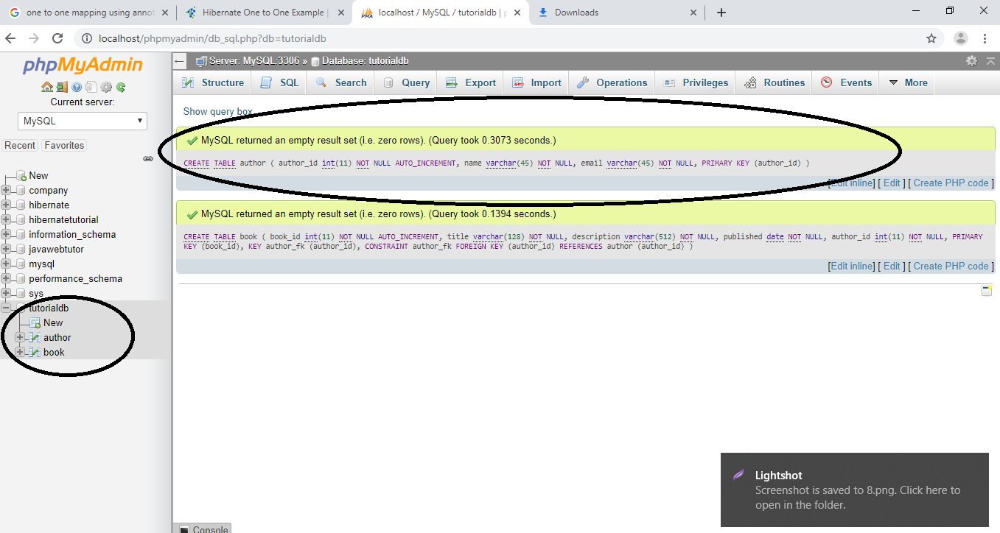 one to one mapping using annot
Hibernate One to One Example |
localhost / MySQL / tutorialdb | p
Downloads
localhost/phpmyadmin/db_sql.php?db=tutorialdb
phpMyAdmin
Current server:
MySQL
Recent Favorites
New
company
hibernate
hibernatetutorial
information_schema
javawebtutor
mysql
performance_schema
sys
tutorialdb
New
author
book
Server: MySQL:3306 » Database: tutorialdb
Structure SQL Search Query Export Import Operations Privileges Routines Events More
Show query box
MySQL returned an empty result set (i.e. zero rows). (Query took 0.3073 seconds.)
CREATE TABLE author ( author_id int(11) NOT NULL AUTO_INCREMENT, name varchar(45) NOT NULL, email varchar(45) NOT NULL, PRIMARY KEY (author_id) )
[Edit inline] [ Edit ] [ Create PHP code ]
MySQL returned an empty result set (i.e. zero rows). (Query took 0.1394 seconds.)
CREATE TABLE book ( book_id int(11) NOT NULL AUTO_INCREMENT, title varchar(128) NOT NULL, description varchar(512) NOT NULL, published date NOT NULL, author_id int(11) NOT NULL, PRIMARY
KEY (book_id), KEY author_fk (author_id), CONSTRAINT author_fk FOREIGN KEY (author_id) REFERENCES author (author_id) )
[Edit inline] [ Edit ] [ Create PHP code ]
Lightshot
Screenshot is saved to 8.png. Click here to
open in the folder.
Console